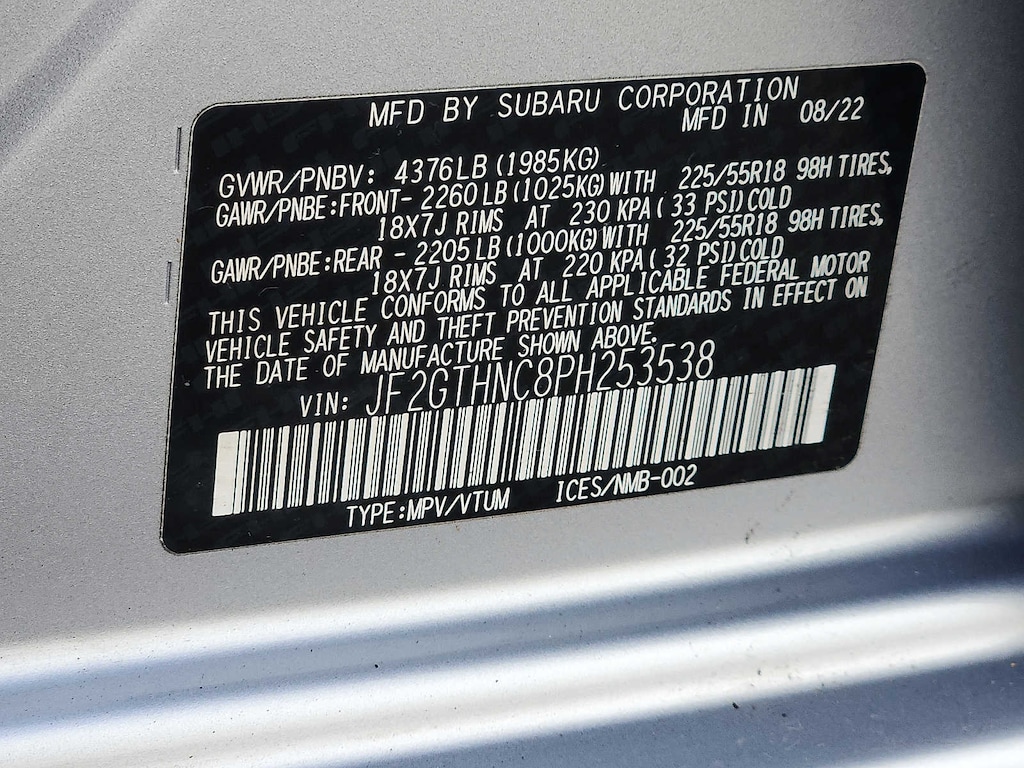 MFD BY SUBARU CORPORATION
MFD IN 08/22
GVWR/PNBV: 4376LB (1985KG)
GAWR/PNBE:FRONT- 2260 LB (1025KG) WITH 225/55R18 98H TIRES,
18X7J RIMS AT 230 KPA ( 33 PSI) COLD
GAWR/PNBE:REAR - 2205 LB (1000KG) WITH 225/55R18 98H TIRES,
18X7J RIMS AT 220 KPA ( 32 PSI) COLD
THIS VEHICLE CONFORMS TO ALL APPLICABLE FEDERAL MOTOR
VEHICLE SAFETY AND THEFT PREVENTION STANDARDS IN EFFECT ON
THE DATE OF MANUFACTURE SHOWN ABOVE.
VIN: JF2GTHNC8PH253538
TYPE:MPV/VTUM ICES/NMB-002